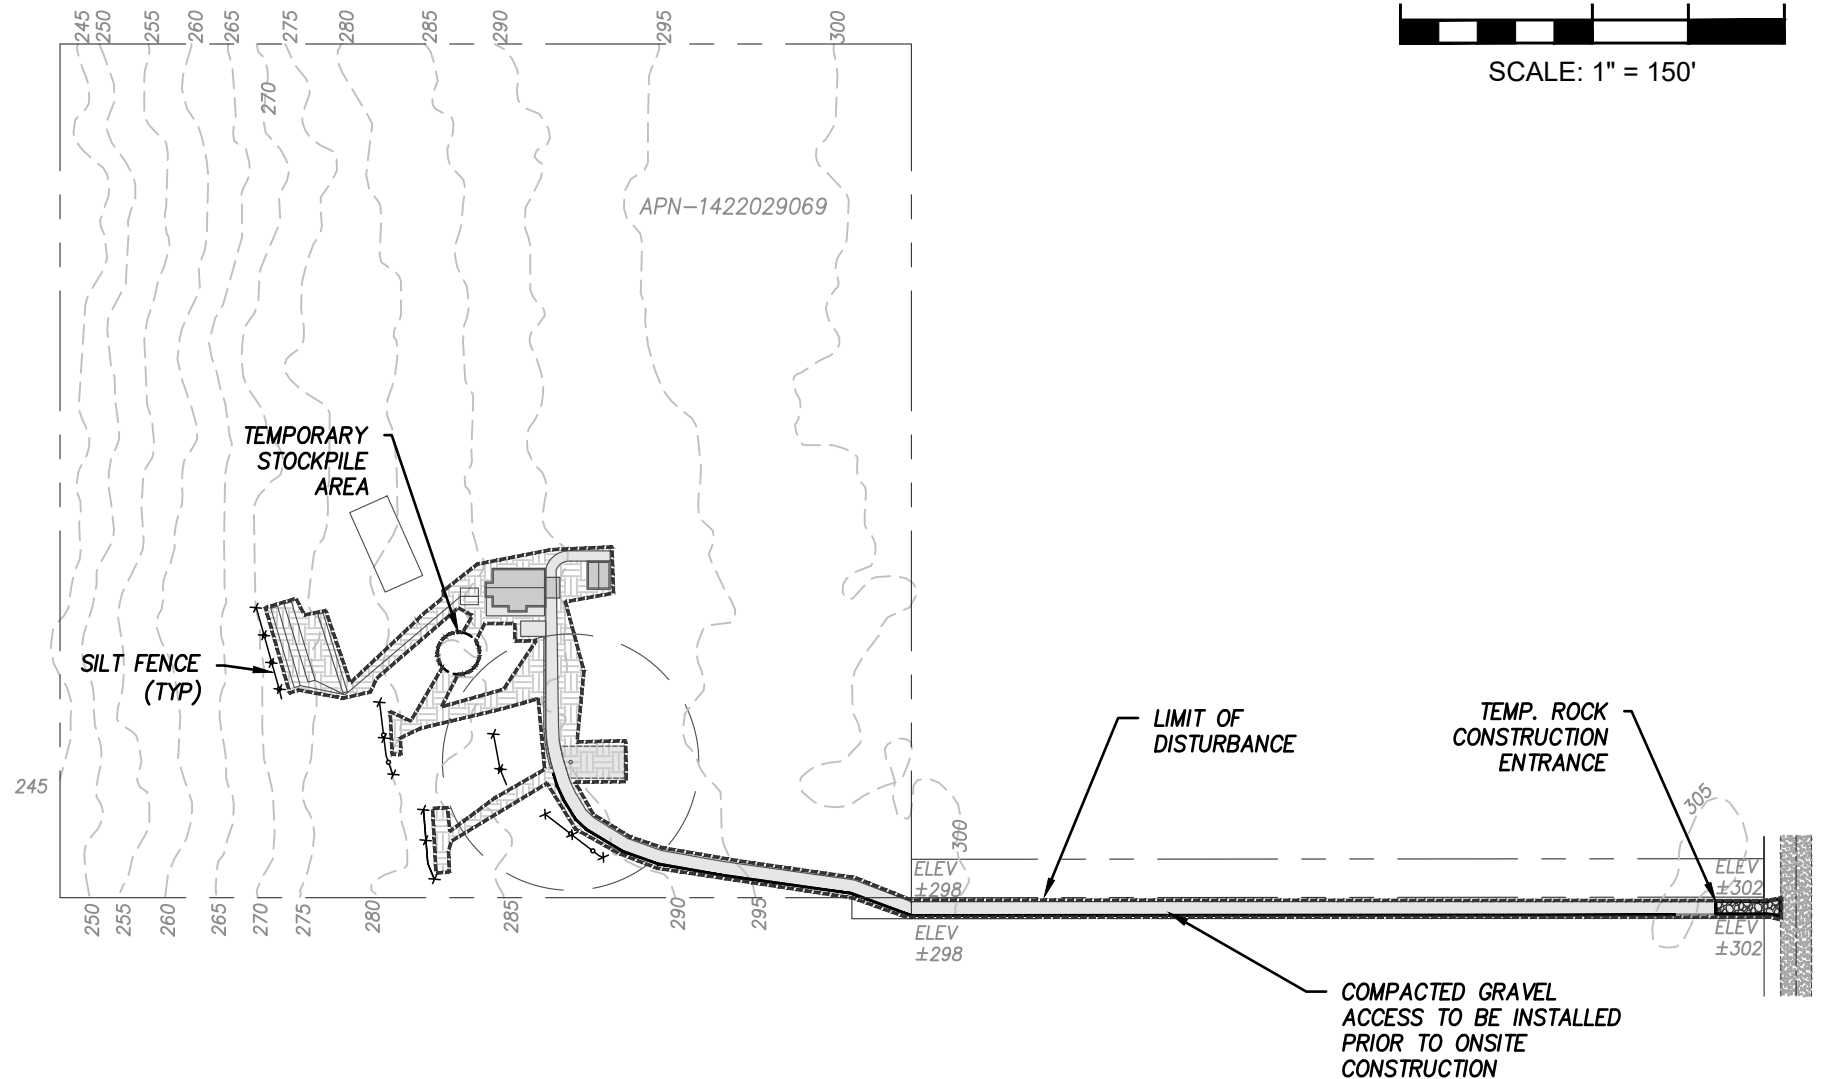 245
250
255
260
265
275
280
285
290
295
300
SCALE: 1" = 150'
270
APN-1422029069
TEMPORARY
STOCKPILE
AREA
SILT FENCE
(TYP)
LIMIT OF
DISTURBANCE
TEMP. ROCK
CONSTRUCTION
ENTRANCE
245
305
300
ELEV
±298
ELEV
±302
250
255
260
265
270
275
280
285
290
295
ELEV
±298
ELEV
±302
COMPACTED GRAVEL
ACCESS TO BE INSTALLED
PRIOR TO ONSITE
CONSTRUCTION